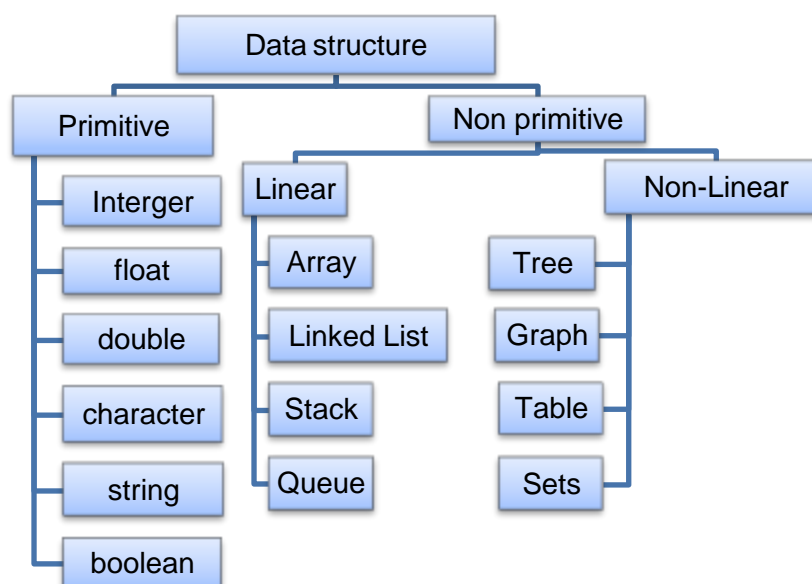 Data structure
Primitive
Non primitive
Linear
Non-Linear
Interger
float
double
character
string
boolean
Array
Linked List
Stack
Queue
Tree
Graph
Table
Sets